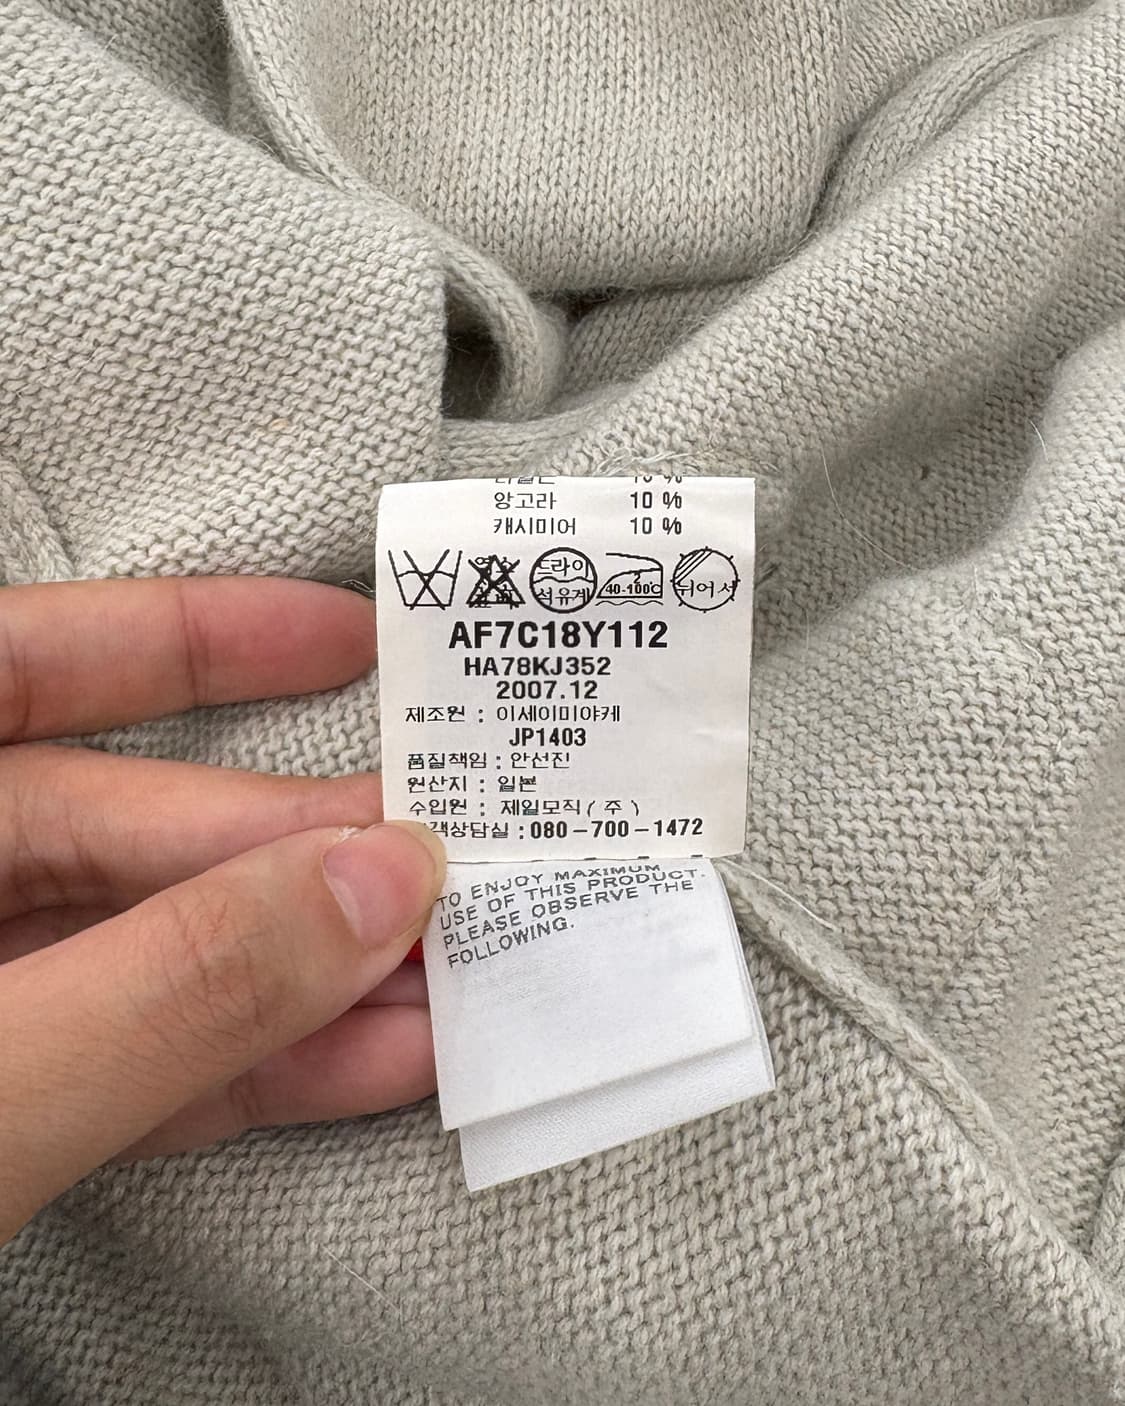 10 %
앙고라 10 %
캐시미어 10 %
드라이
석유계
2
40-100℃
뉘어서
AF7C18Y112
HA78KJ352
2007.12
제조원 : 이세이미야케
JP1403
품질책임 : 안선진
원산지 : 일본
수입원 : 제일모직 ( 주 )
객상담실 : 080-700-1472
TO ENJOY MAXIMUM
USE OF THIS PRODUCT.
PLEASE OBSERVE THE
FOLLOWING.